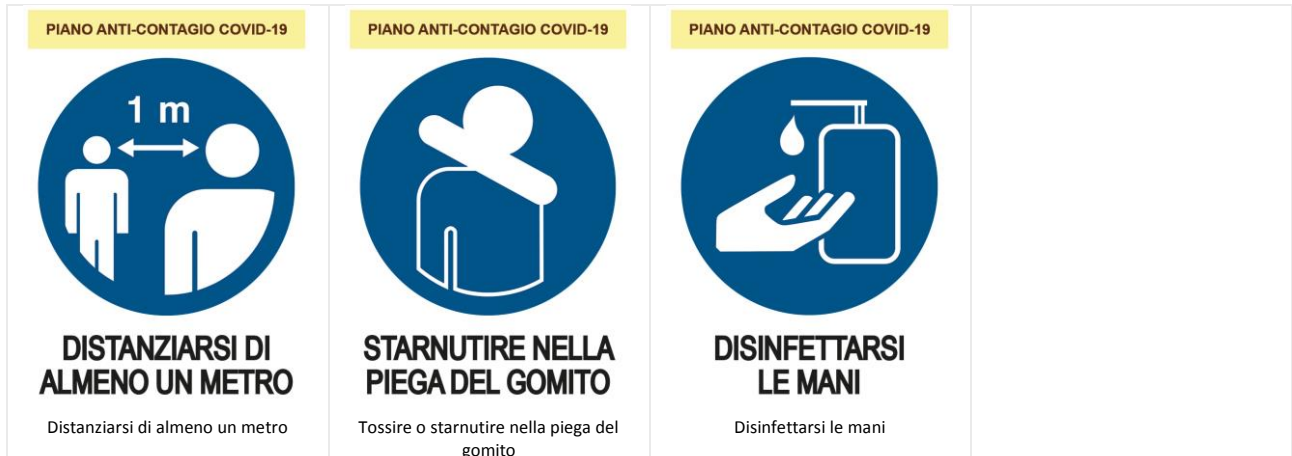 PIANO ANTI-CONTAGIO COVID-19
1 m
DISTANZIARSI DI
ALMENO UN METRO
Distanziarsi di almeno un metro
PIANO ANTI-CONTAGIO COVID-19
STARNUTIRE NELLA
PIEGA DEL GOMITO
Tossire o starnutire nella piega del
gomito
PIANO ANTI-CONTAGIO COVID-19
DISINFETTARSI
LE MANI
Disinfettarsi le mani